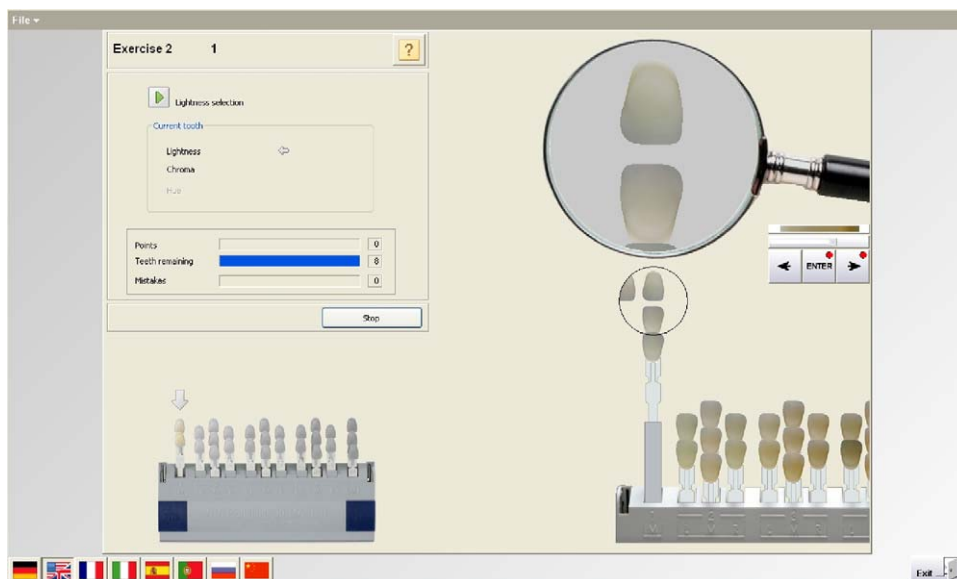 File
Exercise 2 1
?
Lightness selection
Current tooth
Lightness
Chroma
Hue
Points 0
Teeth remaining 8
Mistakes 0
Stop
ENTER
Exit